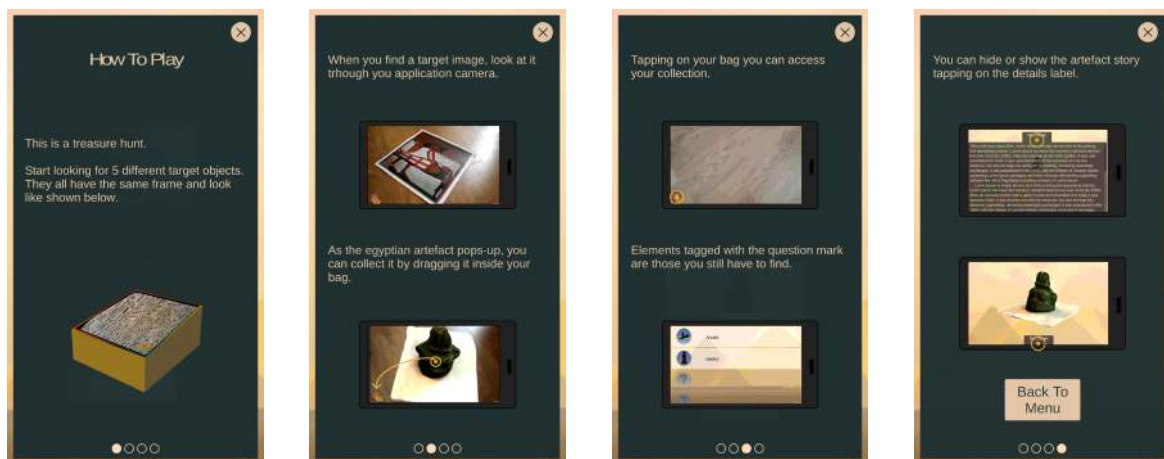 How To Play
This is a treasure hunt.
Start looking for 5 different target objects.
They all have the same frame and look
like shown below.
When you find a target image, look at it
trhough you application camera.
As the egyptian artefact pops-up, you
can collect it by dragging it inside your
bag.
Tapping on your bag you can access
your collection.
Elements tagged with the question mark
are those you still have to find.
You can hide or show the artefact story
tapping on the details label.
Back To
Menu